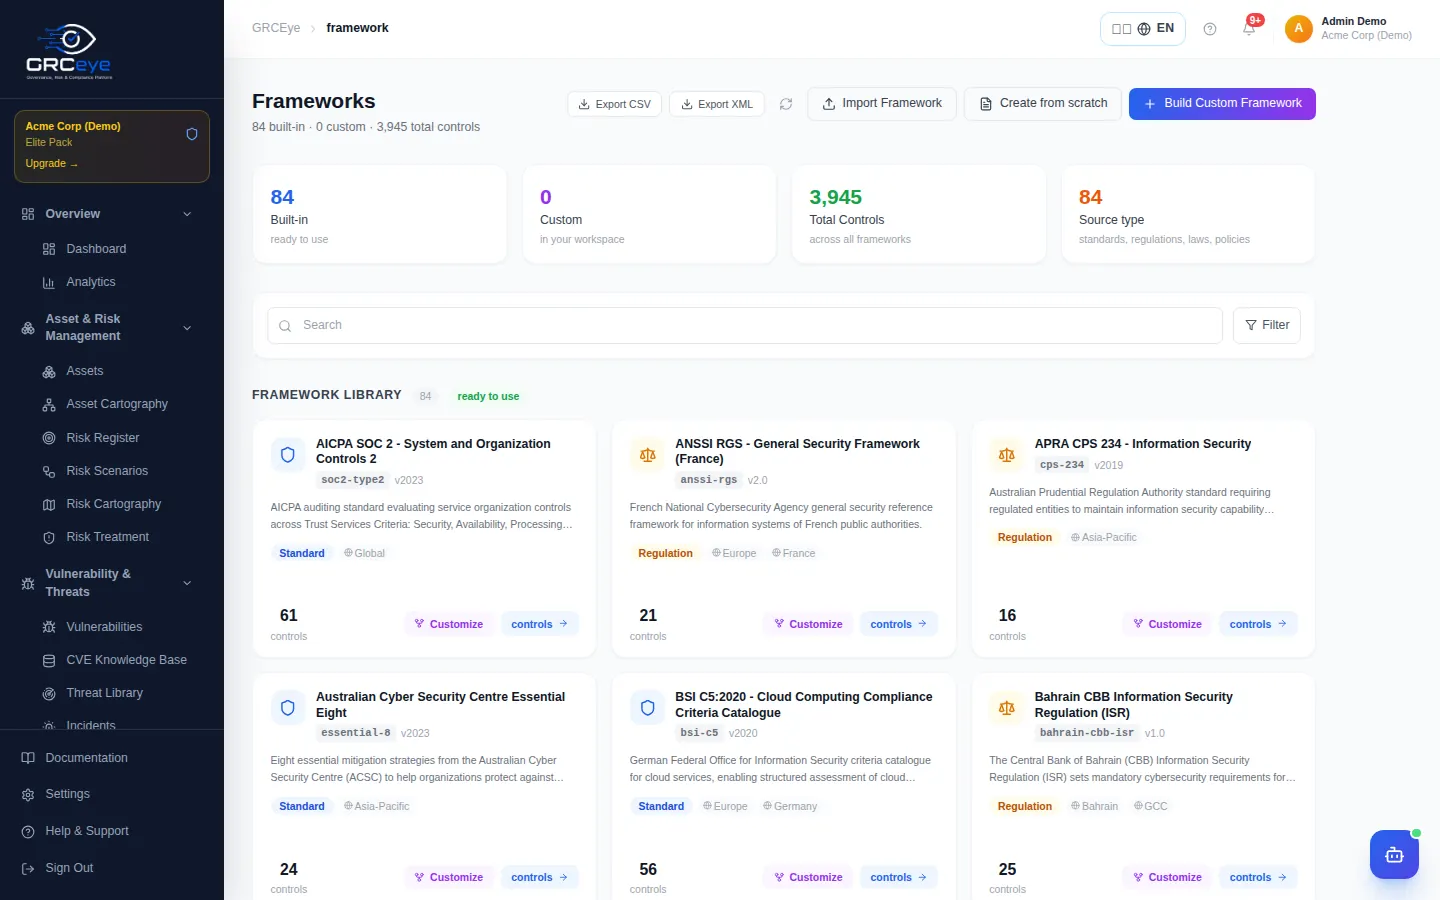 GRCeye
Governance, Risk & Compliance Platform
Acme Corp (Demo)
Elite Pack
Upgrade →
Overview
Dashboard
Analytics
Asset & Risk
Management
Assets
Asset Cartography
Risk Register
Risk Scenarios
Risk Cartography
Risk Treatment
Vulnerability &
Threats
Vulnerabilities
CVE Knowledge Base
Threat Library
Incidents
Documentation
Settings
Help & Support
Sign Out
GRCEye > framework
EN
9+
A
Admin Demo
Acme Corp (Demo)
Frameworks
84 built-in · 0 custom · 3,945 total controls
Export CSV
Export XML
Import Framework
Create from scratch
Build Custom Framework
84
Built-in
ready to use
0
Custom
in your workspace
3,945
Total Controls
across all frameworks
84
Source type
standards, regulations, laws, policies
Search
Filter
FRAMEWORK LIBRARY 84 ready to use
AICPA SOC 2 - System and Organization
Controls 2
soc2-type2 v2023
AICPA auditing standard evaluating service organization controls
across Trust Services Criteria: Security, Availability, Processing…
Standard Global
61
controls
Customize
controls →
ANSSI RGS - General Security Framework
(France)
anssi-rgs v2.0
French National Cybersecurity Agency general security reference
framework for information systems of French public authorities.
Regulation Europe France
21
controls
Customize
controls →
APRA CPS 234 - Information Security
cps-234 v2019
Australian Prudential Regulation Authority standard requiring
regulated entities to maintain information security capability…
Regulation Asia-Pacific
16
controls
Customize
controls →
Australian Cyber Security Centre Essential
Eight
essential-8 v2023
Eight essential mitigation strategies from the Australian Cyber
Security Centre (ACSC) to help organizations protect against…
Standard Asia-Pacific
24
controls
Customize
controls →
BSI C5:2020 - Cloud Computing Compliance
Criteria Catalogue
bsi-c5 v2020
German Federal Office for Information Security criteria catalogue
for cloud services, enabling structured assessment of cloud…
Standard Europe Germany
56
controls
Customize
controls →
Bahrain CBB Information Security
Regulation (ISR)
bahrain-cbb-isr v1.0
The Central Bank of Bahrain (CBB) Information Security
Regulation (ISR) sets mandatory cybersecurity requirements for…
Regulation Bahrain GCC
25
controls
Customize
controls →